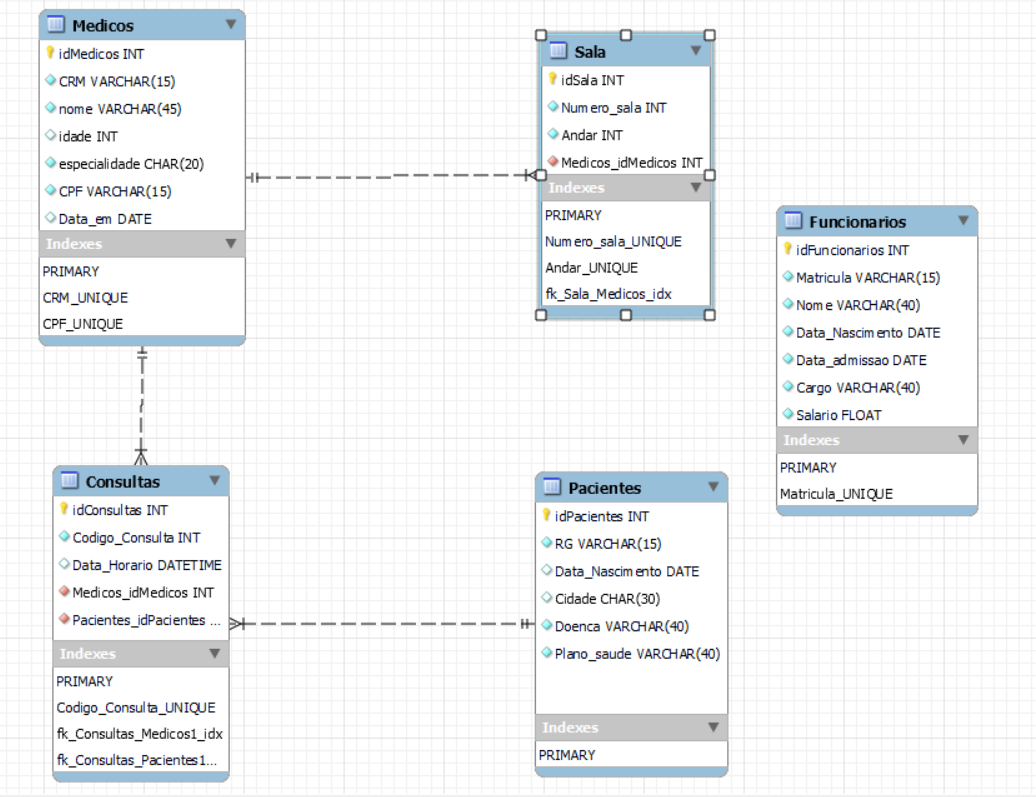 Medicos
idMedicos INT
CRM VARCHAR(15)
nome VARCHAR(45)
idade INT
especialidade CHAR(20)
CPF VARCHAR(15)
Data_em DATE
Indexes
PRIMARY
CRM_UNIQUE
CPF_UNIQUE
Sala
idSala INT
Numero_sala INT
Andar INT
Medicos_idMedicos INT
Indexes
PRIMARY
Numero_sala_UNIQUE
Andar_UNIQUE
fk_Sala_Medicos_idx
Funcionarios
idFuncionarios INT
Matricula VARCHAR(15)
Nome VARCHAR(40)
Data_Nascimento DATE
Data_admissao DATE
Cargo VARCHAR(40)
Salario FLOAT
Indexes
PRIMARY
Matricula_UNIQUE
Consultas
idConsultas INT
Codigo_Consulta INT
Data_Horario DATETIME
Medicos_idMedicos INT
Pacientes_idPacientes ...
Indexes
PRIMARY
Codigo_Consulta_UNIQUE
fk_Consultas_Medicos1_idx
fk_Consultas_Pacientes1...
Pacientes
idPacientes INT
RG VARCHAR(15)
Data_Nascimento DATE
Cidade CHAR(30)
Doenca VARCHAR(40)
Plano_saude VARCHAR(40)
Indexes
PRIMARY